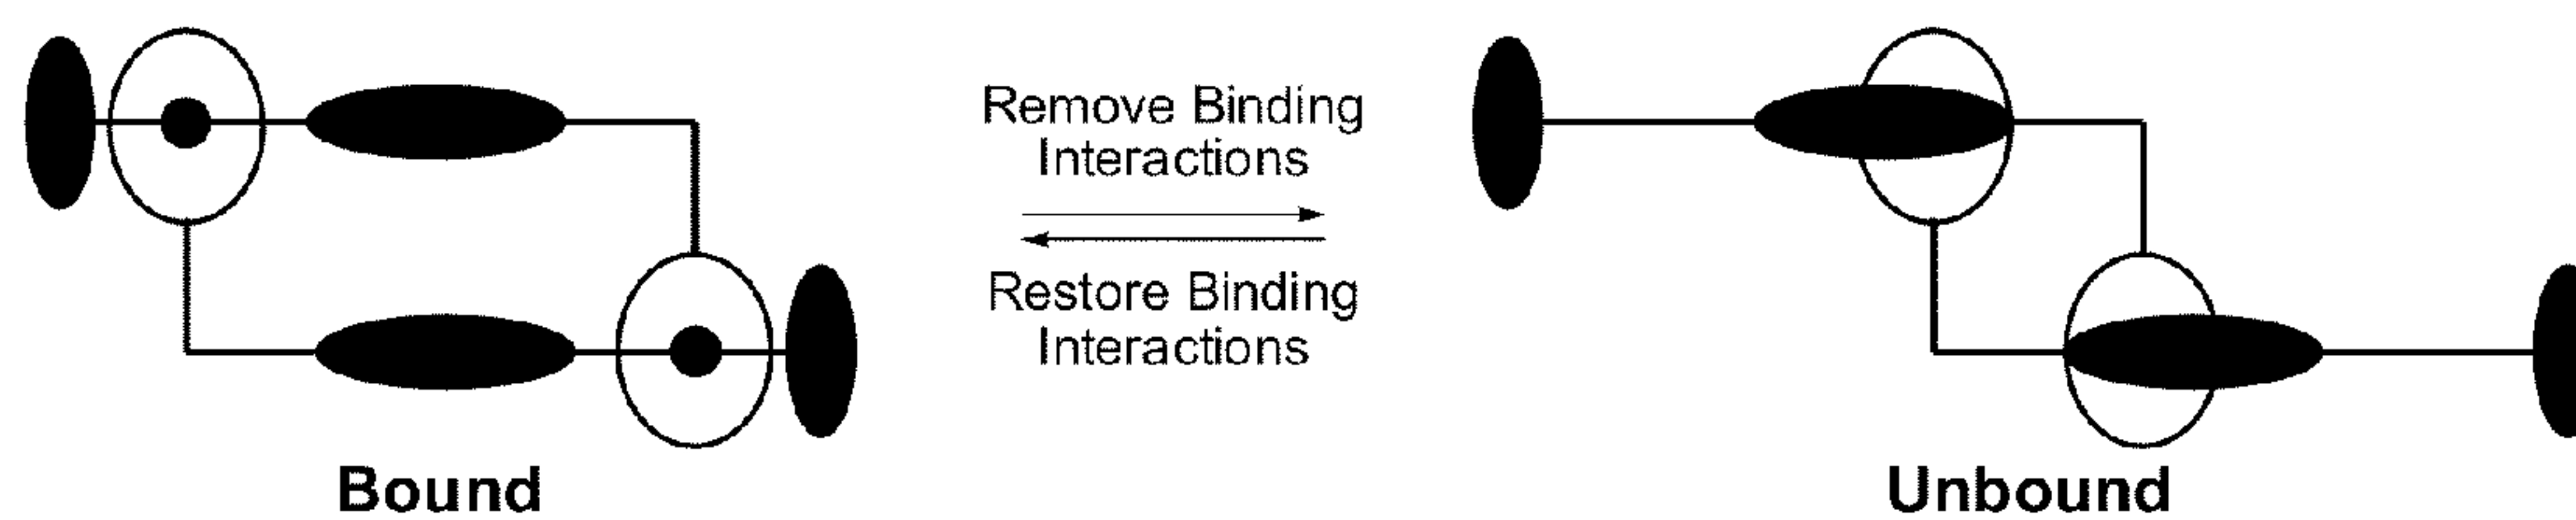 Remove Binding
Interactions
Restore Binding
Interactions
Bound
Unbound